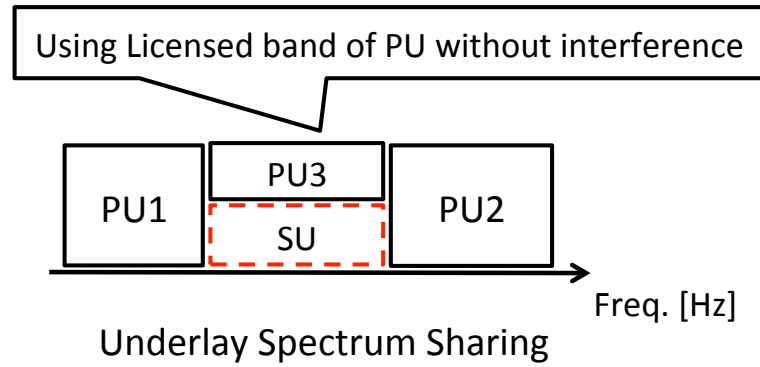 Using Licensed band of PU without interference
PU1
PU3
PU2
SU
Freq. [Hz]
Underlay Spectrum Sharing